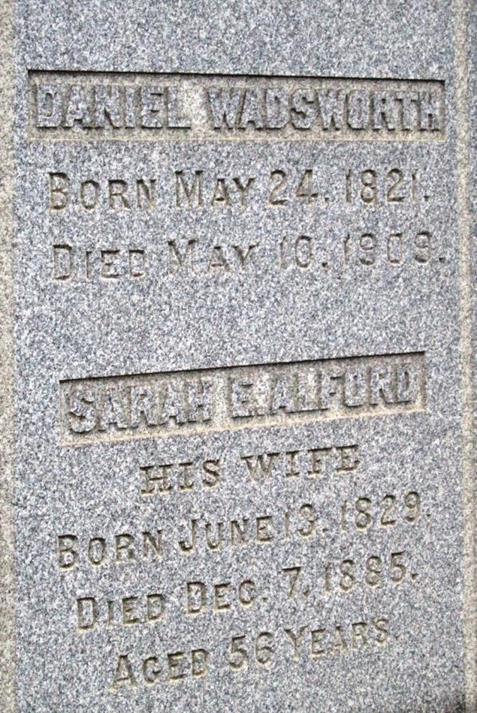 DANIEL WADSWORTH
BORN MAY 24. 1821.
DIED MAY 10. 1909.
SARAH E. ALFORD
HIS WIFE
BORN JUNE 13. 1829.
DIED DEC. 7, 1885.
AGED 56 YEARS.